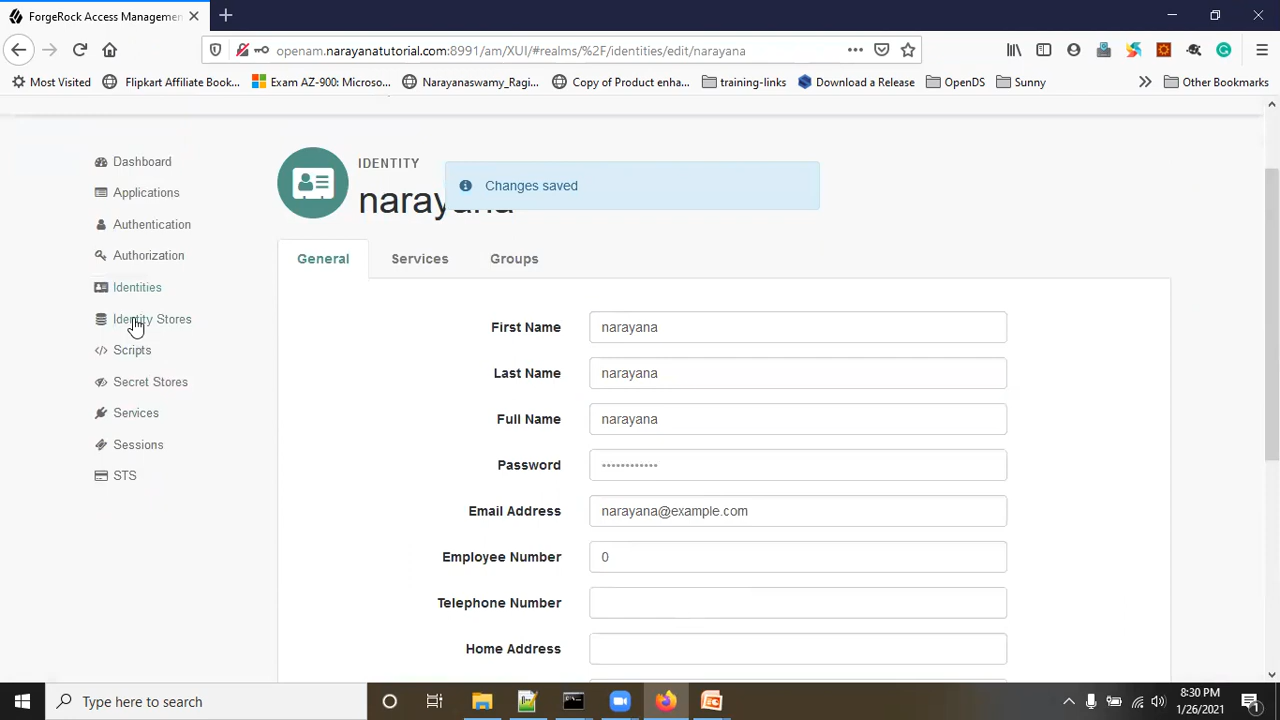 ForgeRock Access Managemen
openam.narayanatutorial.com:8991/am/XUI/#realms/%2F/identities/edit/narayana
Most Visited
Flipkart Affiliate Book...
Exam AZ-900: Microso...
Narayanaswamy_Ragi...
Copy of Product enha...
training-links
Download a Release
OpenDS
Sunny
Other Bookmarks
Dashboard
Applications
Authentication
Authorization
Identities
Identity Stores
Scripts
Secret Stores
Services
Sessions
STS
IDENTITY
narayana
Changes saved
General
Services
Groups
First Name narayana
Last Name narayana
Full Name narayana
Password ••••••••••••
Email Address narayana@example.com
Employee Number 0
Telephone Number
Home Address
Type here to search
8:30 PM
1/26/2021
1